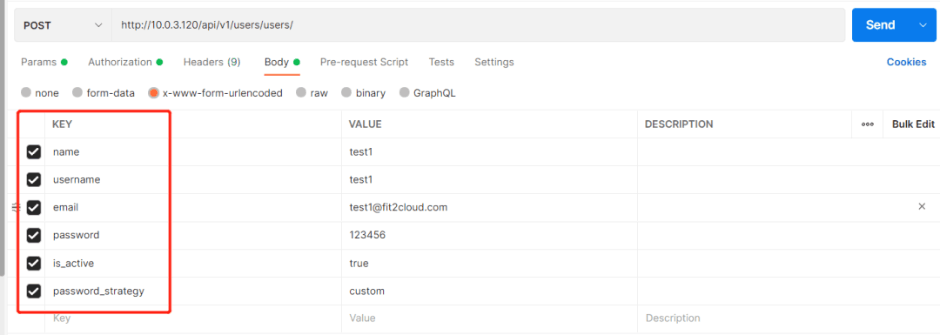 POST http://10.0.3.120/api/v1/users/users/ Send
Params Authorization Headers (9) Body Pre-request Script Tests Settings Cookies
none form-data x-www-form-urlencoded raw binary GraphQL
KEY VALUE DESCRIPTION ooo Bulk Edit
name test1
username test1
email test1@fit2cloud.com
password 123456
is_active true
password_strategy custom
Key Value Description